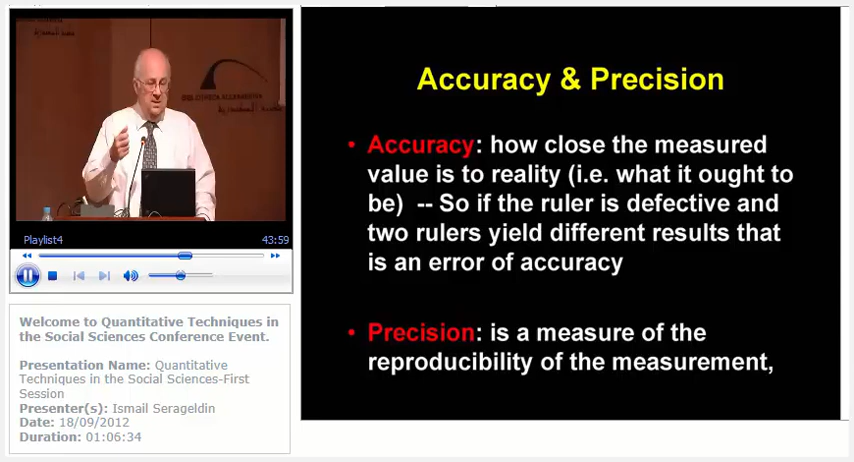 Playlist4
43:59
Welcome to Quantitative Techniques in
the Social Sciences Conference Event.
Presentation Name: Quantitative
Techniques in the Social Sciences-First
Session
Presenter(s): Ismail Serageldin
Date: 18/09/2012
Duration: 01:06:34
Accuracy & Precision
• Accuracy: how close the measured
value is to reality (i.e. what it ought to
be) -- So if the ruler is defective and
two rulers yield different results that
is an error of accuracy
• Precision: is a measure of the
reproducibility of the measurement,